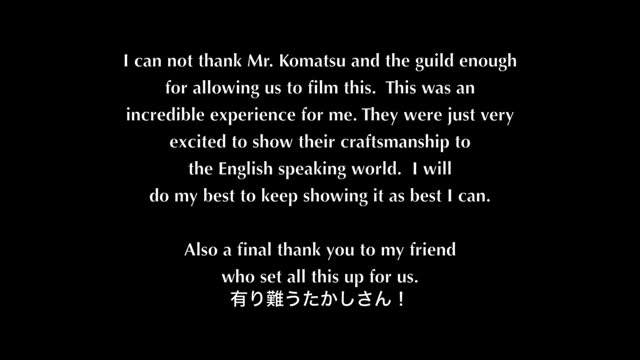 I can not thank Mr. Komatsu and the guild enough
for allowing us to film this.  This was an
incredible experience for me. They were just very
excited to show their craftsmanship to
the English speaking world.  I will
do my best to keep showing it as best I can.
Also a final thank you to my friend
who set all this up for us.
有り難うたかしさん！